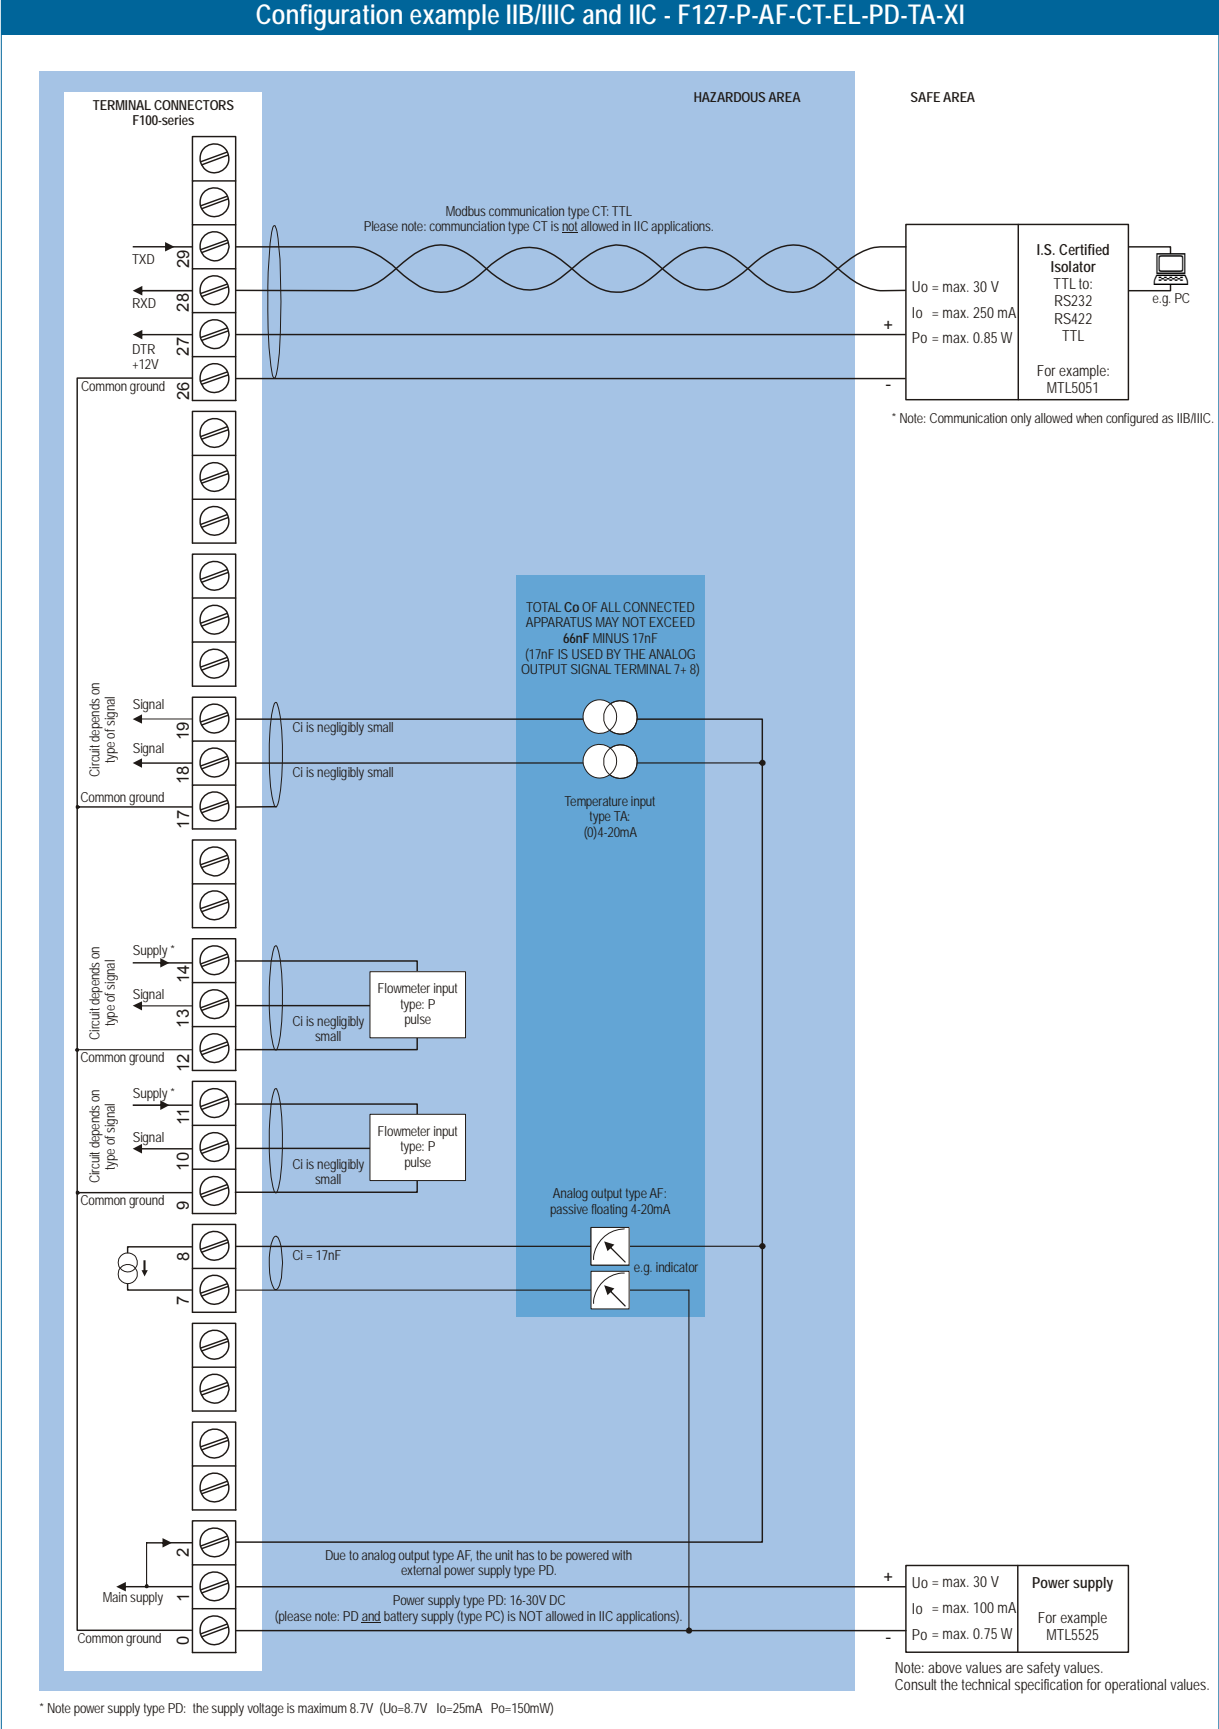 Configuration example IIB/IIIC and IIC - F127-P-AF-CT-EL-PD-TA-XI
TERMINAL CONNECTORS
F100-series
HAZARDOUS AREA
SAFE AREA
Modbus communication type CT: TTL
Please note: communciation type CT is not allowed in IIC applications.
TXD
29
RXD
28
DTR
+12V
27
Common ground
26
+
-
Uo = max. 30 V
Io = max. 250 mA
Po = max. 0.85 W
I.S. Certified
Isolator
TTL to:
RS232
RS422
TTL
For example:
MTL5051
e.g. PC
* Note: Communication only allowed when configured as IIB/IIIC.
TOTAL Co OF ALL CONNECTED
APPARATUS MAY NOT EXCEED
66nF MINUS 17nF
(17nF IS USED BY THE ANALOG
OUTPUT SIGNAL TERMINAL 7+ 8)
Circuit depends on
type of signal
Signal
19
Ci is negligibly small
Signal
18
Ci is negligibly small
Common ground
17
Temperature input
type TA:
(0)4-20mA
Circuit depends on
type of signal
Supply *
14
Signal
13
Common ground
12
Ci is negligibly
small
Flowmeter input
type: P
pulse
Circuit depends on
type of signal
Supply *
11
Signal
10
Common ground
9
Ci is negligibly
small
Flowmeter input
type: P
pulse
Analog output type AF:
passive floating 4-20mA
8
Ci = 17nF
7
e.g. indicator
2
Due to analog output type AF, the unit has to be powered with
external power supply type PD.
Main supply
1
Power supply type PD: 16-30V DC
(please note: PD and battery supply (type PC) is NOT allowed in IIC applications).
Common ground
0
+
-
Uo = max. 30 V
Io = max. 100 mA
Po = max. 0.75 W
Power supply
For example
MTL5525
Note: above values are safety values.
Consult the technical specification for operational values.
* Note power supply type PD: the supply voltage is maximum 8.7V (Uo=8.7V Io=25mA Po=150mW)